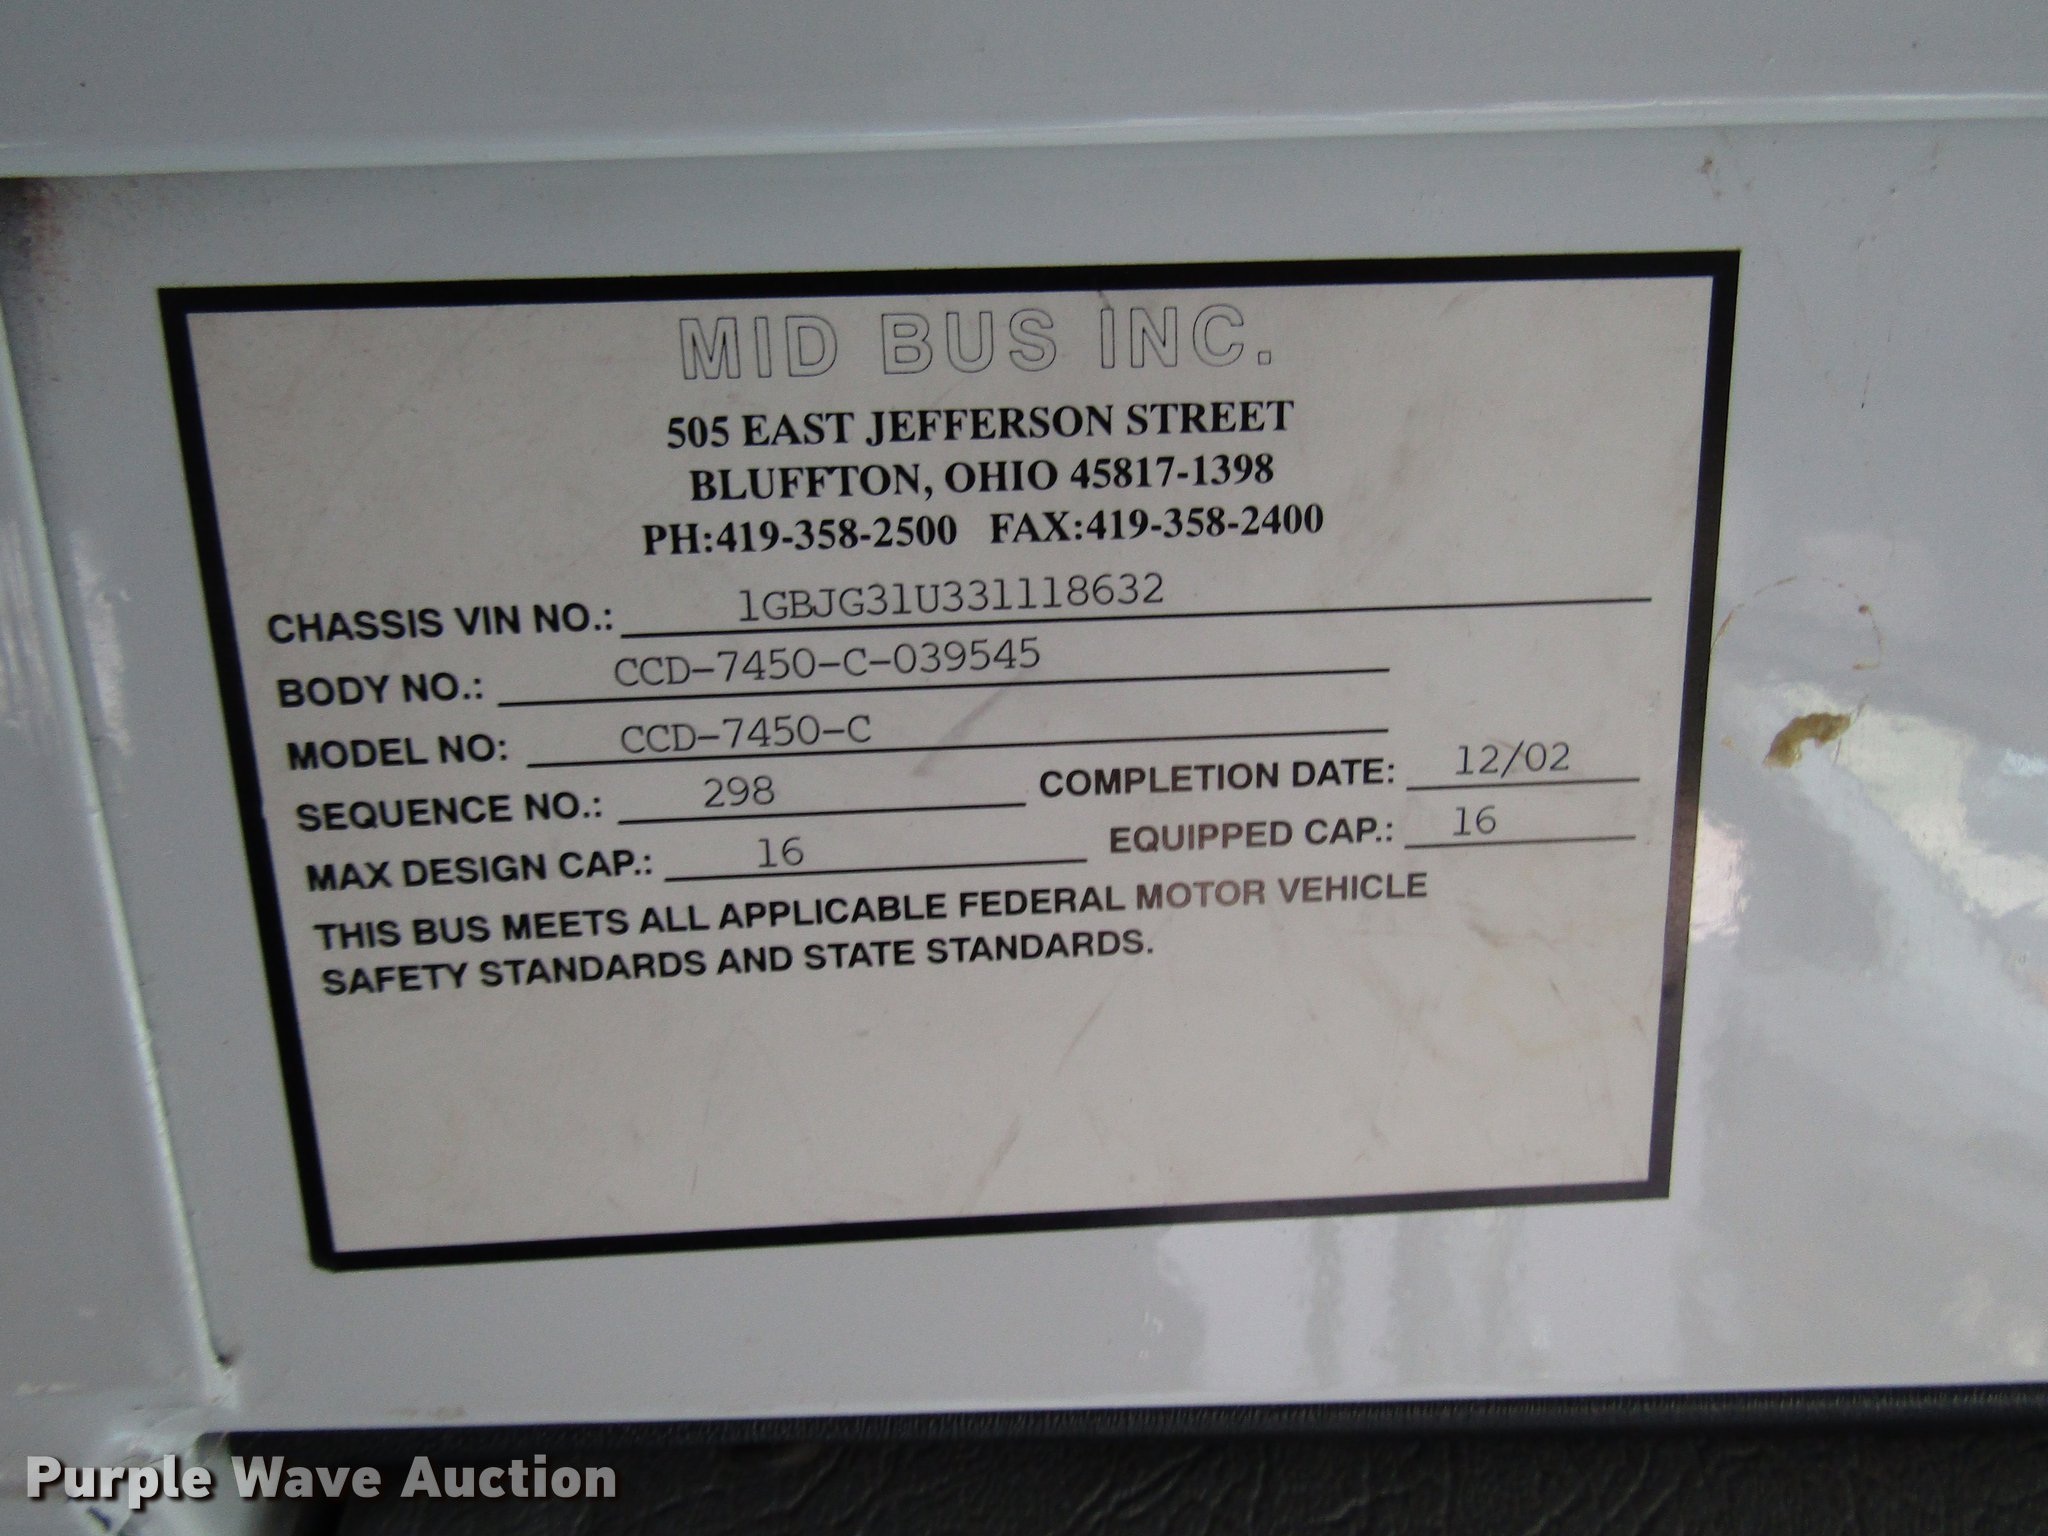 MID BUS INC.
505 EAST JEFFERSON STREET
BLUFFTON, OHIO 45817-1398
PH:419-358-2500 FAX:419-358-2400
CHASSIS VIN NO.: 1GBJG31U331118632
BODY NO.: CCD-7450-C-039545
MODEL NO: CCD-7450-C
SEQUENCE NO.: 298 COMPLETION DATE: 12/02
MAX DESIGN CAP.: 16 EQUIPPED CAP.: 16
THIS BUS MEETS ALL APPLICABLE FEDERAL MOTOR VEHICLE
SAFETY STANDARDS AND STATE STANDARDS.
Purple Wave Auction